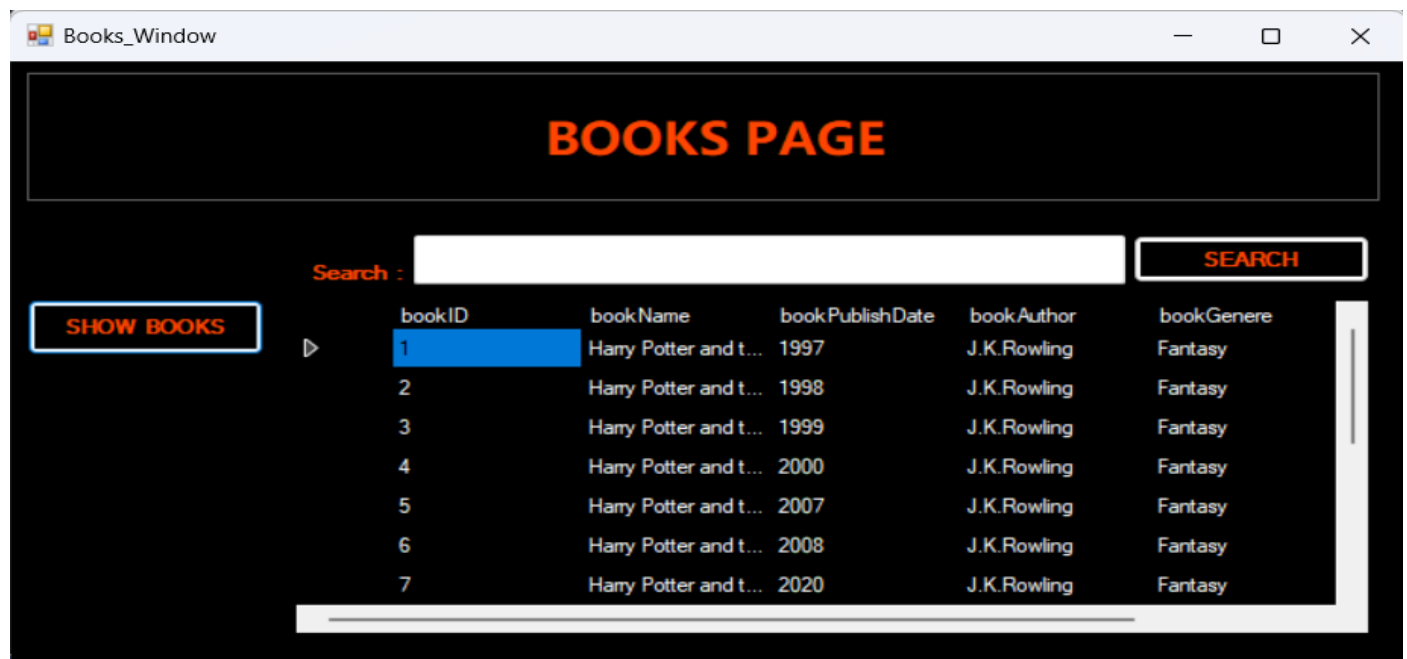 Books_Window
BOOKS PAGE
Search :
SEARCH
SHOW BOOKS
bookID bookName bookPublishDate bookAuthor bookGenere
1 Harry Potter and t... 1997 J.K.Rowling Fantasy
2 Harry Potter and t... 1998 J.K.Rowling Fantasy
3 Harry Potter and t... 1999 J.K.Rowling Fantasy
4 Harry Potter and t... 2000 J.K.Rowling Fantasy
5 Harry Potter and t... 2007 J.K.Rowling Fantasy
6 Harry Potter and t... 2008 J.K.Rowling Fantasy
7 Harry Potter and t... 2020 J.K.Rowling Fantasy